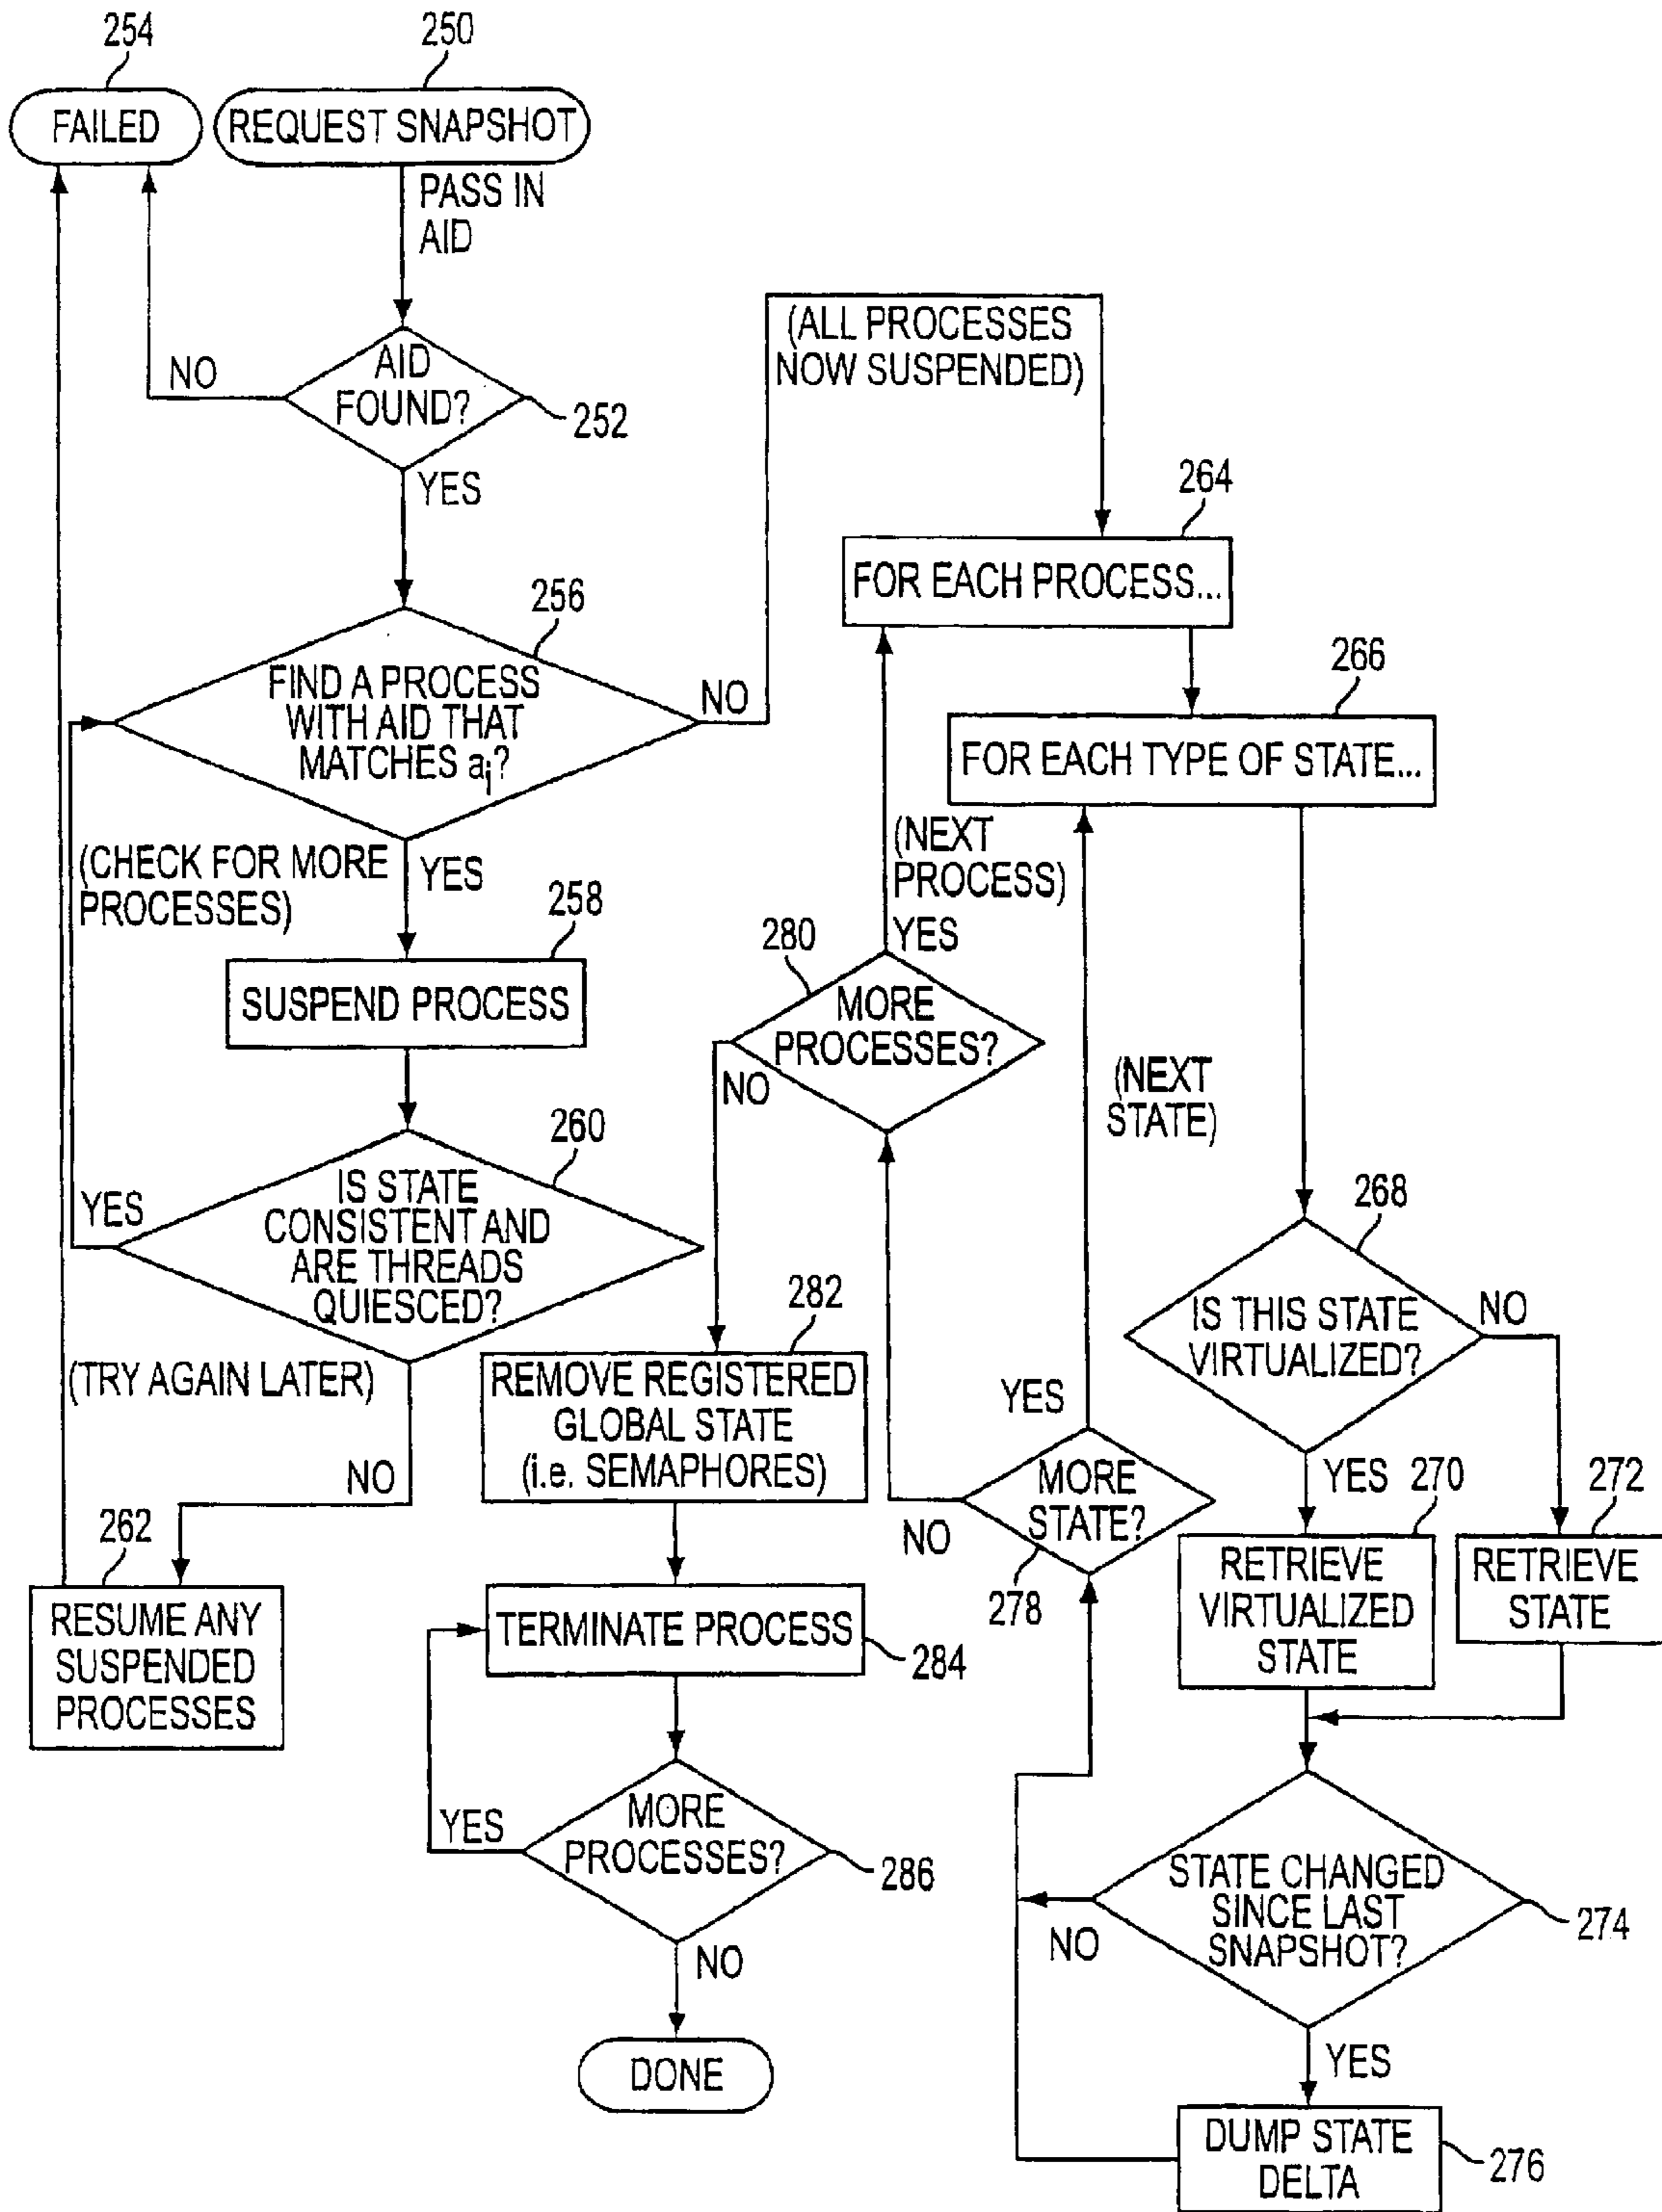 254
250
FAILED
REQUEST SNAPSHOT
PASS IN
AID
AID
FOUND?
NO
252
YES
(ALL PROCESSES
NOW SUSPENDED)
256
FIND A PROCESS
WITH AID THAT
MATCHES ai?
NO
(CHECK FOR MORE
PROCESSES)
YES
258
SUSPEND PROCESS
260
IS STATE
CONSISTENT AND
ARE THREADS
QUIESCED?
YES
(TRY AGAIN LATER)
NO
262
RESUME ANY
SUSPENDED
PROCESSES
264
FOR EACH PROCESS...
266
FOR EACH TYPE OF STATE...
(NEXT
PROCESS)
YES
280
MORE
PROCESSES?
NO
(NEXT
STATE)
268
IS THIS STATE
VIRTUALIZED?
NO
YES
270
272
RETRIEVE
VIRTUALIZED
STATE
RETRIEVE
STATE
YES
MORE
STATE?
NO
278
282
REMOVE REGISTERED
GLOBAL STATE
(i.e. SEMAPHORES)
TERMINATE PROCESS
284
MORE
PROCESSES?
YES
286
NO
DONE
STATE CHANGED
SINCE LAST
SNAPSHOT?
NO
274
YES
DUMP STATE
DELTA
276